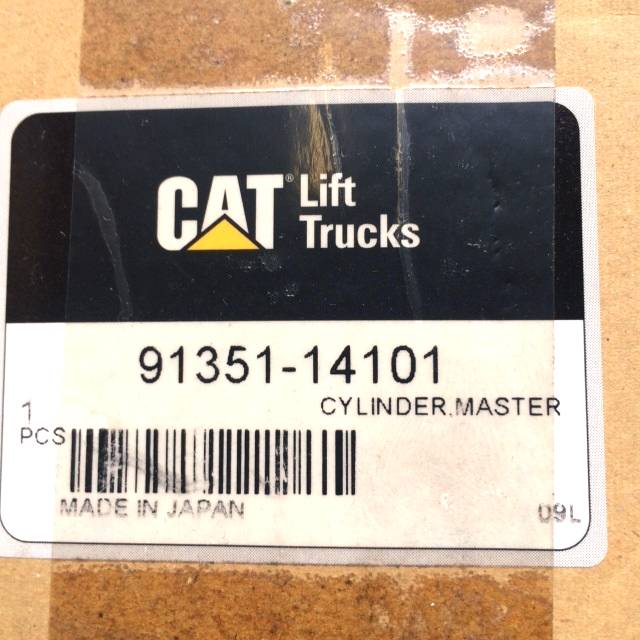 CAT® Lift
Trucks
91351-14101
1
CYLINDER,MASTER
PCS
MADE IN JAPAN
09L